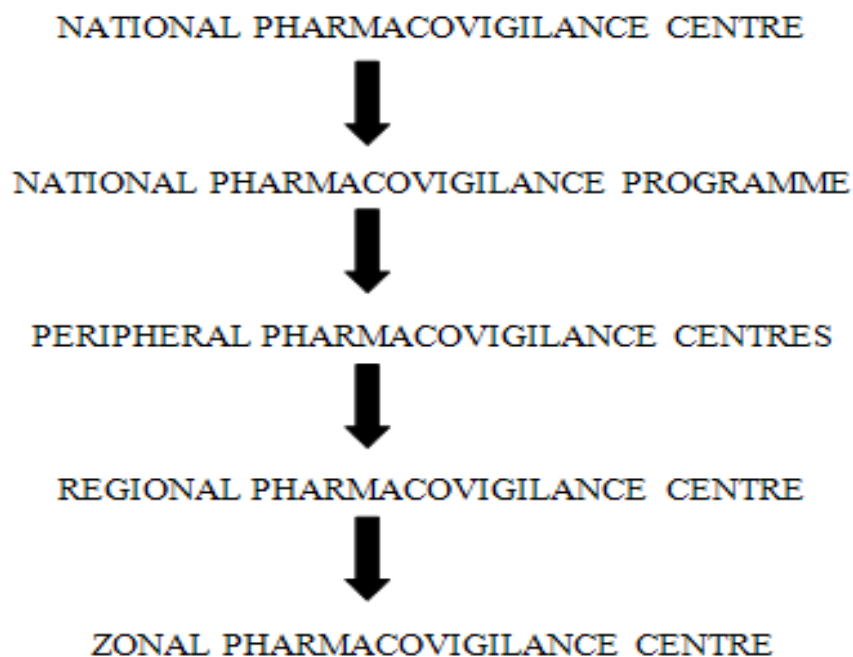 NATIONAL PHARMACOVIGILANCE CENTRE
NATIONAL PHARMACOVIGILANCE PROGRAMME
PERIPHERAL PHARMACOVIGILANCE CENTRES
REGIONAL PHARMACOVIGILANCE CENTRE
ZONAL PHARMACOVIGILANCE CENTRE